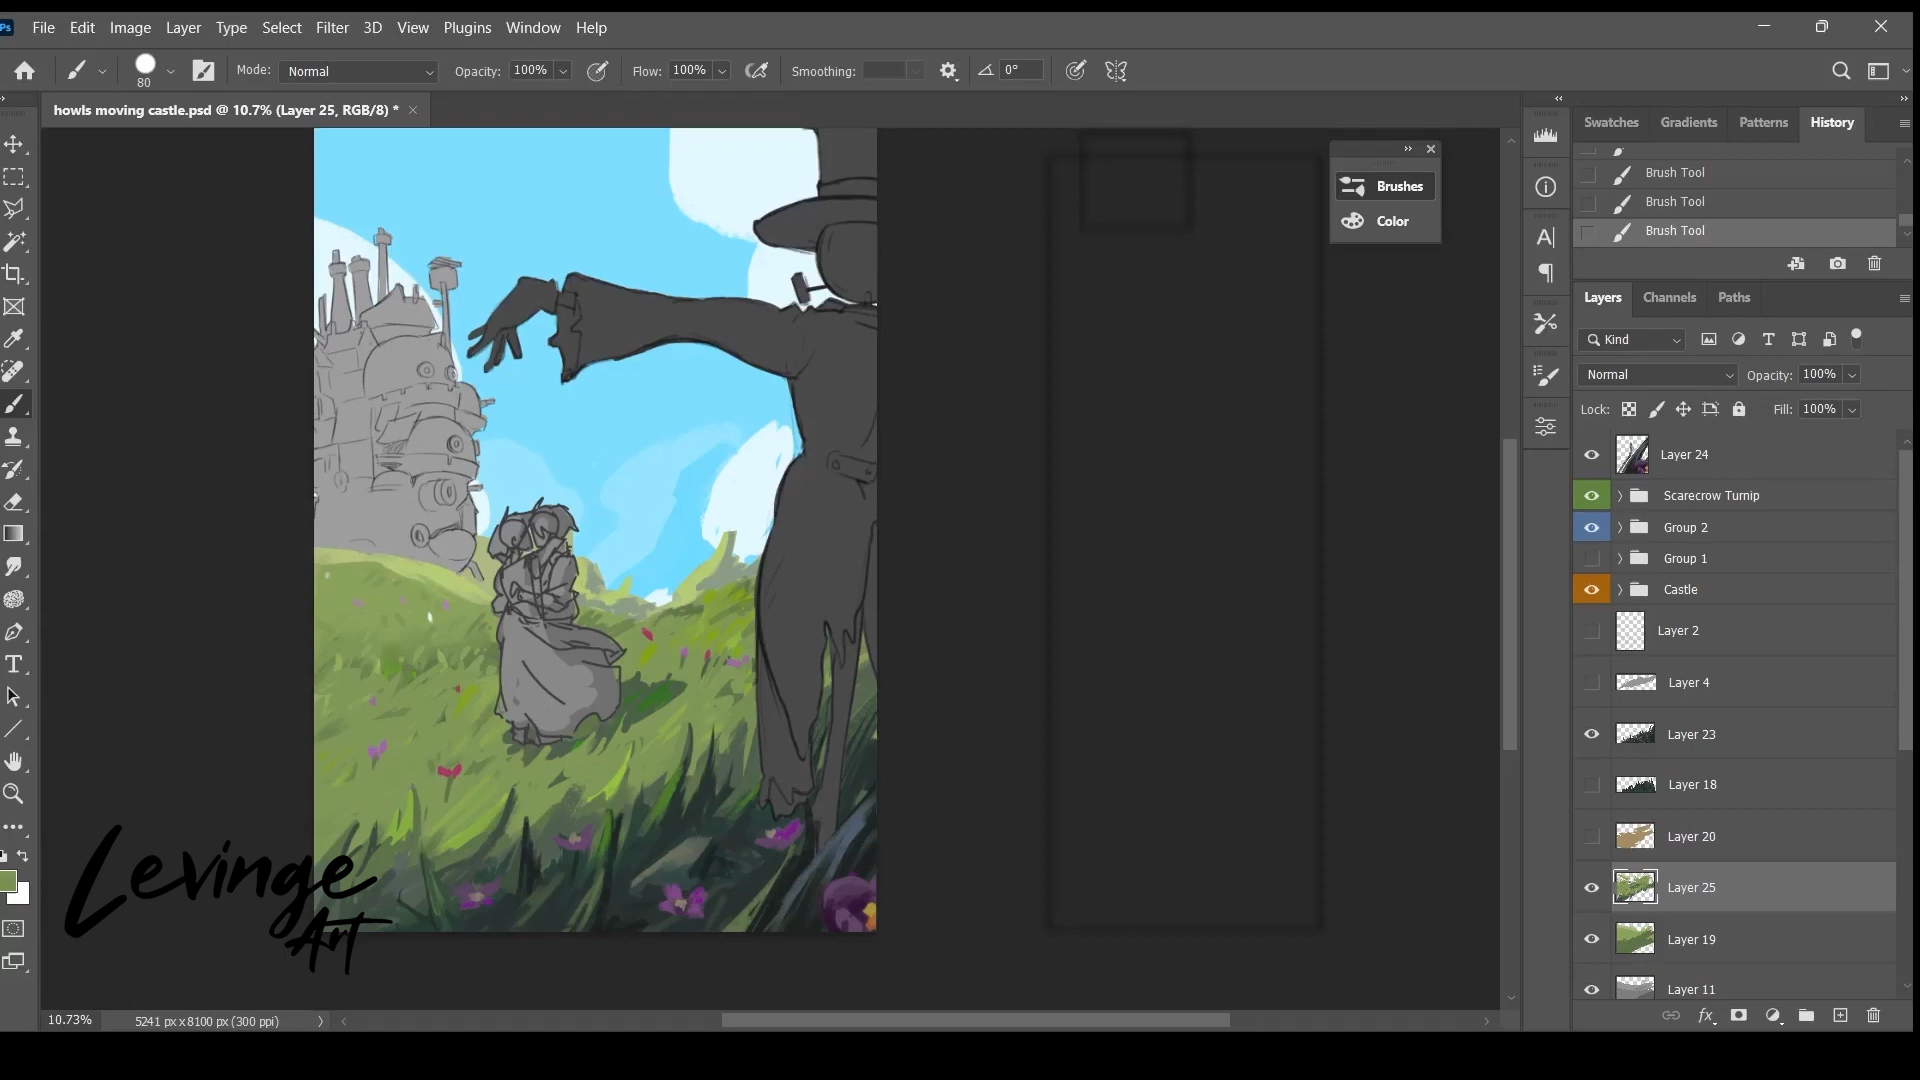 Ps File Edit Image Layer Type Select Filter 3D View Plugins Window Help
80 Mode: Normal Opacity: 100% Flow: 100% Smoothing: 0°
howls moving castle.psd @ 10.7% (Layer 25, RGB/8) *
Swatches Gradients Patterns History
Brush Tool
Brush Tool
Brush Tool
Brushes
Color
Layers Channels Paths
Kind
Normal Opacity: 100%
Lock: Fill: 100%
Layer 24
Scarecrow Turnip
Group 2
Group 1
Castle
Layer 2
Layer 4
Layer 23
Layer 18
Layer 20
Layer 25
Layer 19
Layer 11
Levinge
Art
10.73% 5241 px x 8100 px (300 ppi)